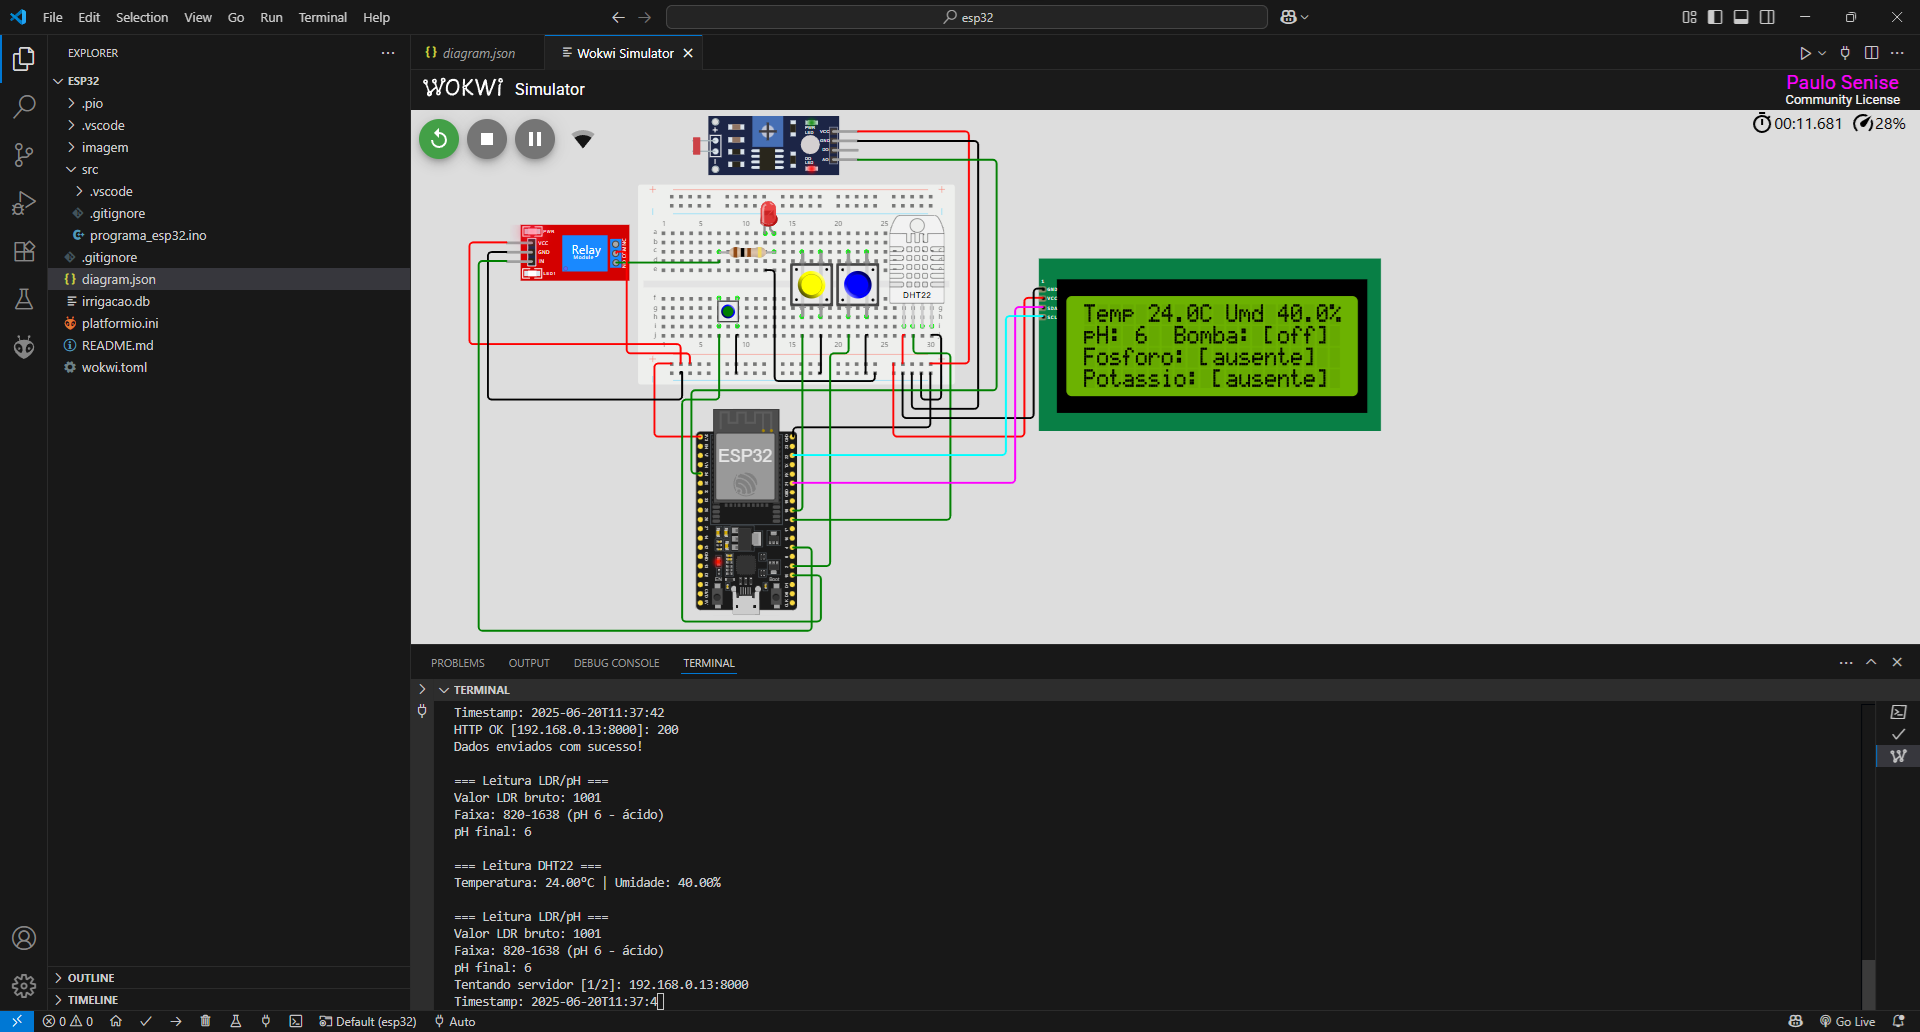 File Edit Selection View Go Run Terminal Help
esp32
EXPLORER
ESP32
.pio
.vscode
imagem
src
.vscode
.gitignore
programa_esp32.ino
.gitignore
diagram.json
irrigacao.db
platformio.ini
README.md
wokwi.toml
OUTLINE
TIMELINE
diagram.json
Wokwi Simulator
WOKWi Simulator
Paulo Senise
Community License
00:11.681 28%
Relay
Module
VCC
GND
IN
DHT22
ESP32
Temp 24.0C Umd 40.0%
pH: 6 Bomba: [off]
Fosforo: [ausente]
Potassio: [ausente]
PROBLEMS OUTPUT DEBUG CONSOLE TERMINAL
TERMINAL
Timestamp: 2025-06-20T11:37:42
HTTP OK [192.168.0.13:8000]: 200
Dados enviados com sucesso!
=== Leitura LDR/pH ===
Valor LDR bruto: 1001
Faixa: 820-1638 (pH 6 - ácido)
pH final: 6
=== Leitura DHT22 ===
Temperatura: 24.00ºC | Umidade: 40.00%
=== Leitura LDR/pH ===
Valor LDR bruto: 1001
Faixa: 820-1638 (pH 6 - ácido)
pH final: 6
Tentando servidor [1/2]: 192.168.0.13:8000
Timestamp: 2025-06-20T11:37:4
0 0 Default (esp32) Auto Go Live